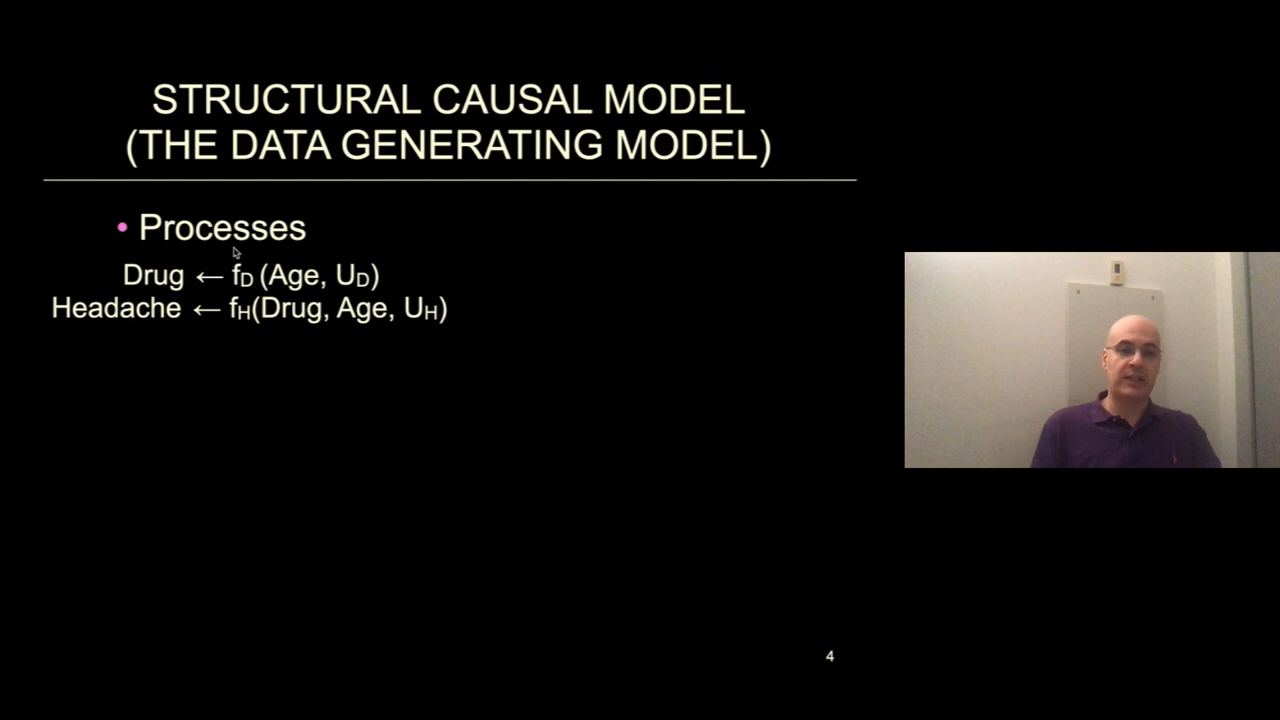 STRUCTURAL CAUSAL MODEL
(THE DATA GENERATING MODEL)
• Processes
Drug ← fD (Age, UD)
Headache ← fH(Drug, Age, UH)
4